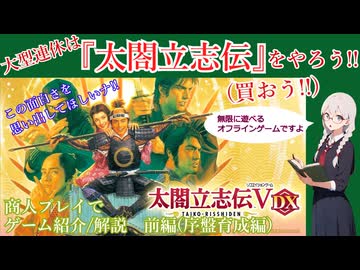 大型連休は『太閤立志伝』をやろう!!
(買おう!!)
この面白さを
思い出してほしいナ!!
無限に遊べる
オフラインゲームですよ
太閤立志伝V DX
TAIKO-RISSHIDEN
商人プレイで
ゲーム紹介/解説 前編(序盤育成編)